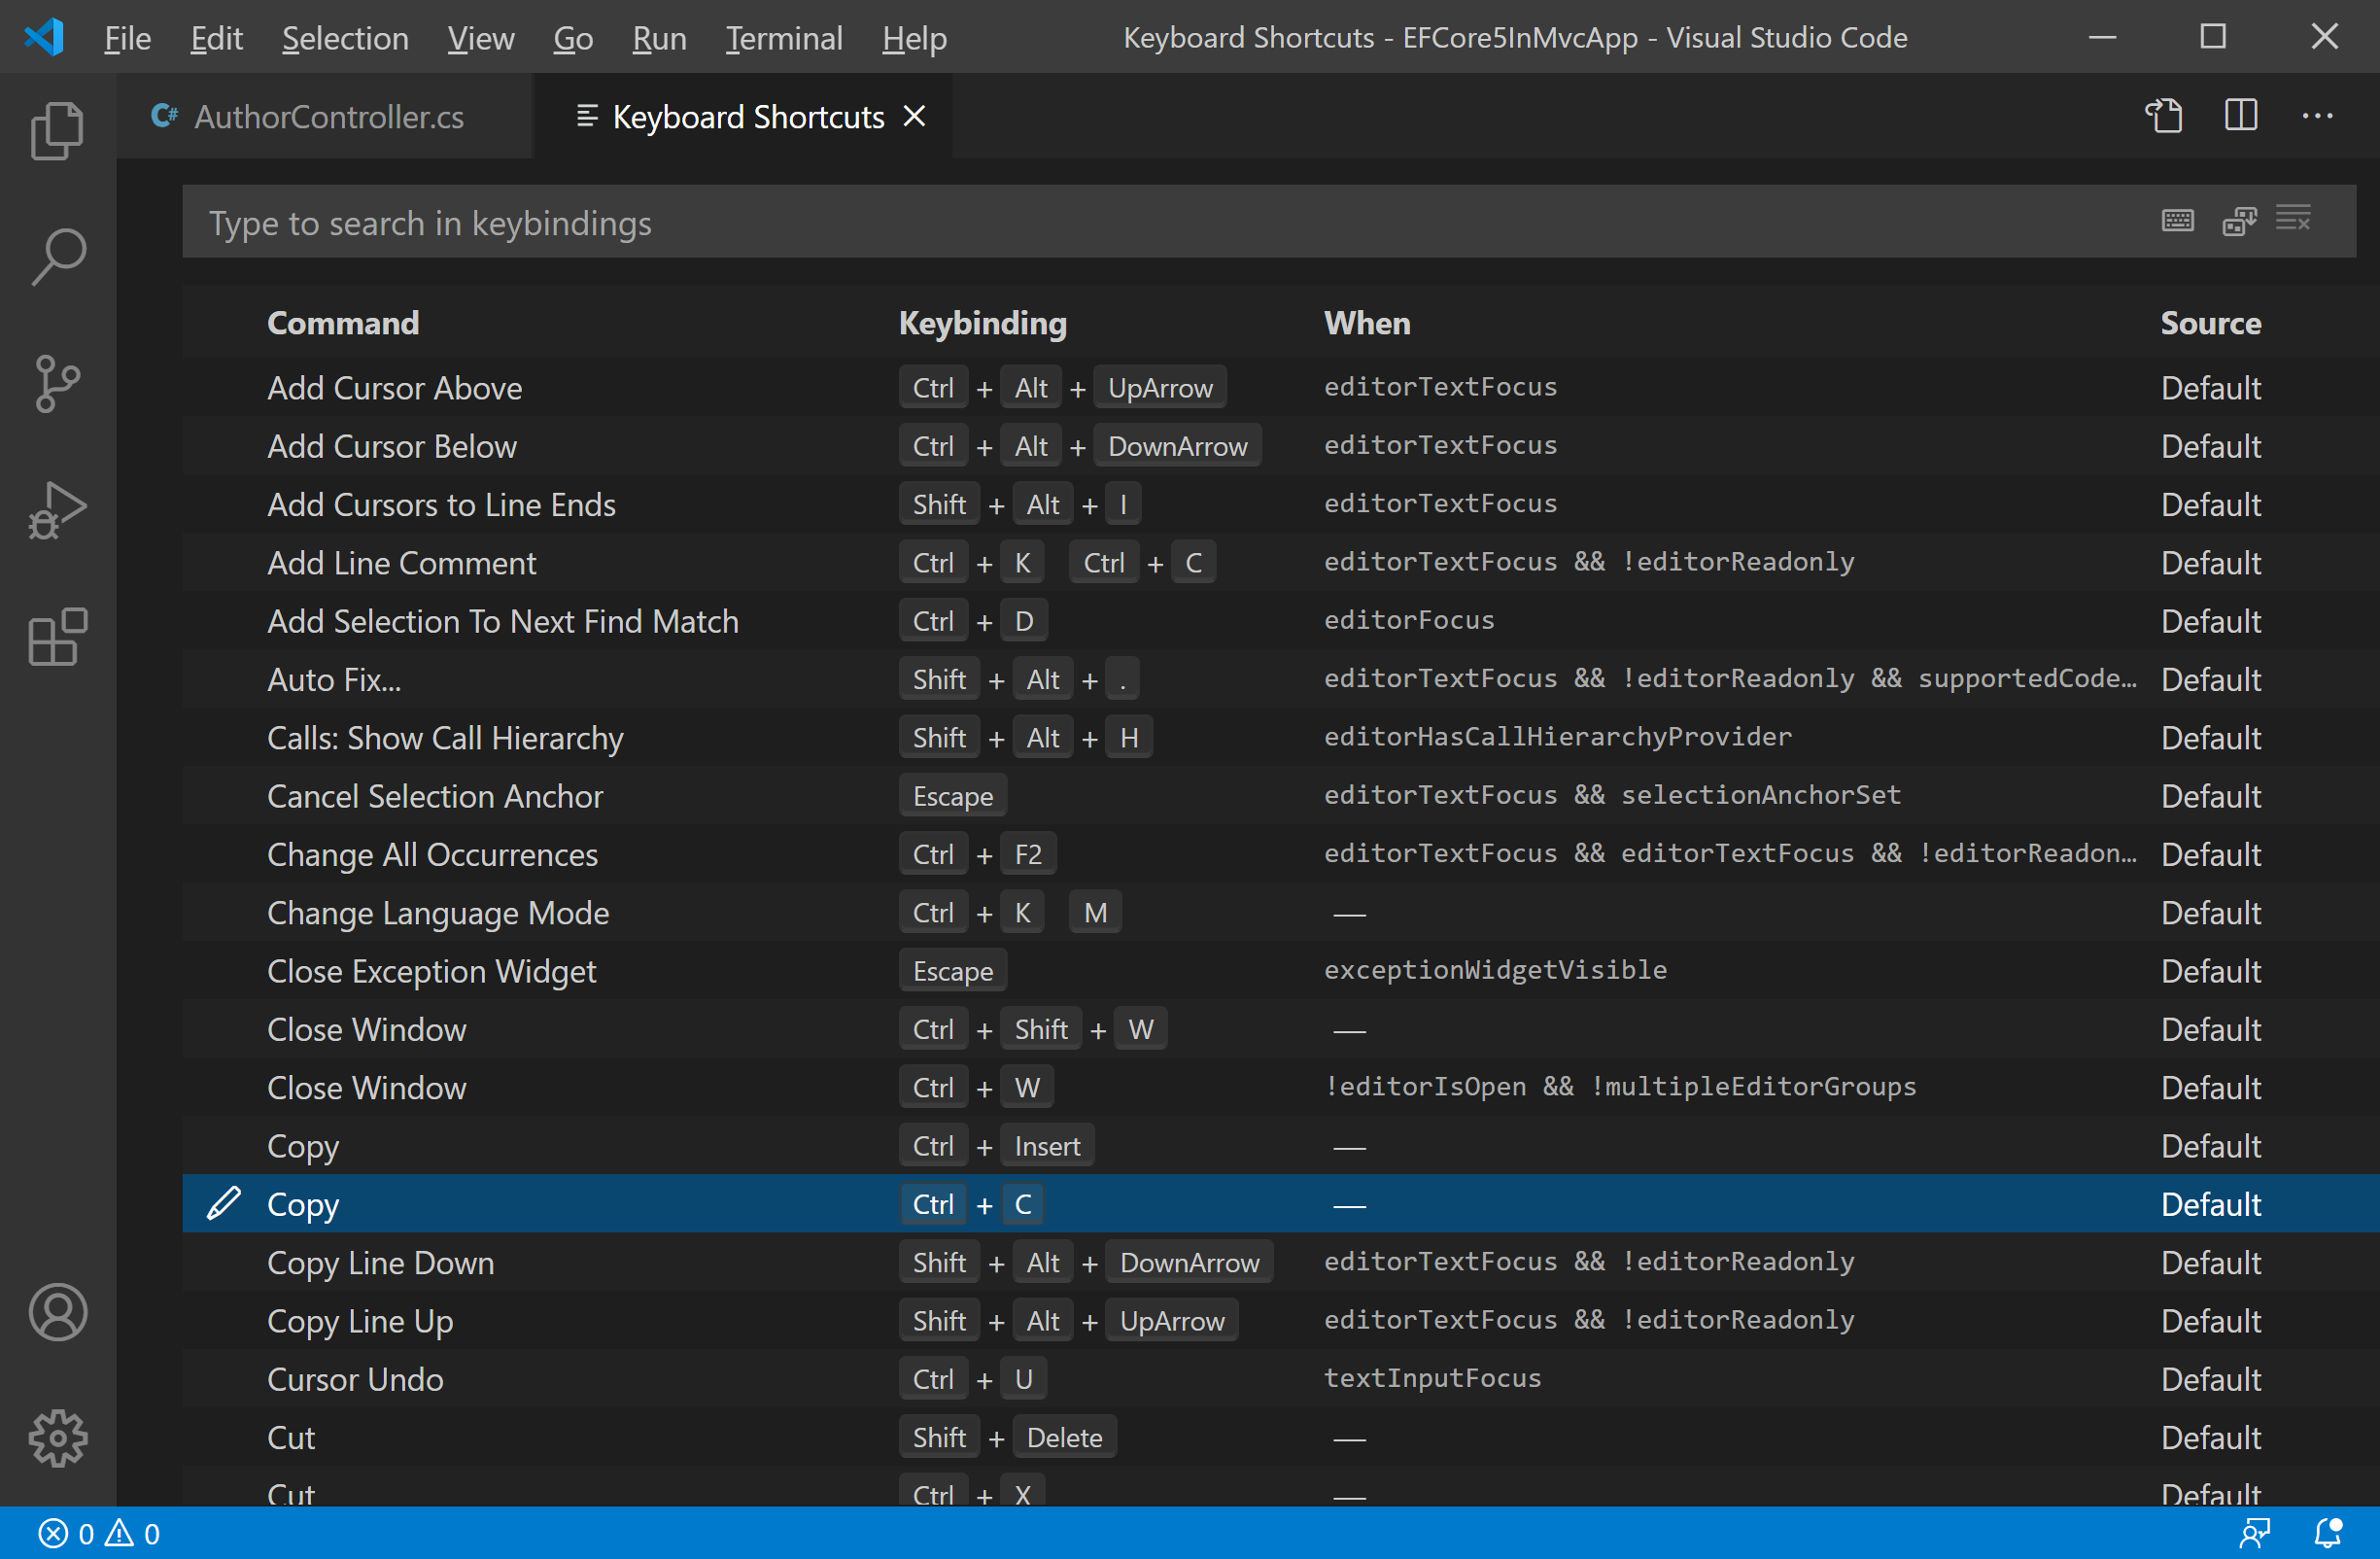 File Edit Selection View Go Run Terminal Help Keyboard Shortcuts - EFCore5InMvcApp - Visual Studio Code
C# AuthorController.cs Keyboard Shortcuts
Type to search in keybindings
Command Keybinding When Source
Add Cursor Above Ctrl + Alt + UpArrow editorTextFocus Default
Add Cursor Below Ctrl + Alt + DownArrow editorTextFocus Default
Add Cursors to Line Ends Shift + Alt + I editorTextFocus Default
Add Line Comment Ctrl + K Ctrl + C editorTextFocus && !editorReadonly Default
Add Selection To Next Find Match Ctrl + D editorFocus Default
Auto Fix... Shift + Alt + . editorTextFocus && !editorReadonly && supportedCode… Default
Calls: Show Call Hierarchy Shift + Alt + H editorHasCallHierarchyProvider Default
Cancel Selection Anchor Escape editorTextFocus && selectionAnchorSet Default
Change All Occurrences Ctrl + F2 editorTextFocus && editorTextFocus && !editorReadon… Default
Change Language Mode Ctrl + K M — Default
Close Exception Widget Escape exceptionWidgetVisible Default
Close Window Ctrl + Shift + W — Default
Close Window Ctrl + W !editorIsOpen && !multipleEditorGroups Default
Copy Ctrl + Insert — Default
Copy Ctrl + C — Default
Copy Line Down Shift + Alt + DownArrow editorTextFocus && !editorReadonly Default
Copy Line Up Shift + Alt + UpArrow editorTextFocus && !editorReadonly Default
Cursor Undo Ctrl + U textInputFocus Default
Cut Shift + Delete — Default
Cut Ctrl + X — Default
0 0